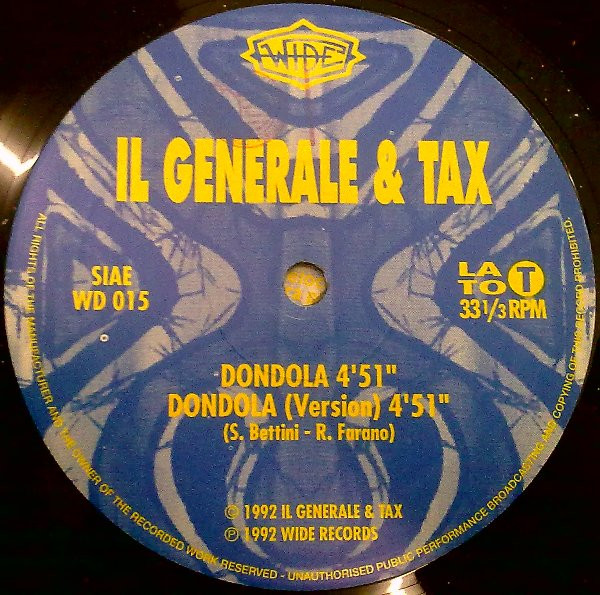 WIDE
IL GENERALE & TAX
SIAE
WD 015
LA
TO T
33 1/3 RPM
DONDOLA 4'51"
DONDOLA (Version) 4'51"
(S. Bettini - R. Farano)
© 1992 IL GENERALE & TAX
℗ 1992 WIDE RECORDS
ALL RIGHTS OF THE MANUFACTURER AND THE OWNER OF THE RECORDED WORK RESERVED - UNAUTHORISED PUBLIC PERFORMANCE BROADCASTING AND COPYING OF THIS RECORD PROHIBITED.